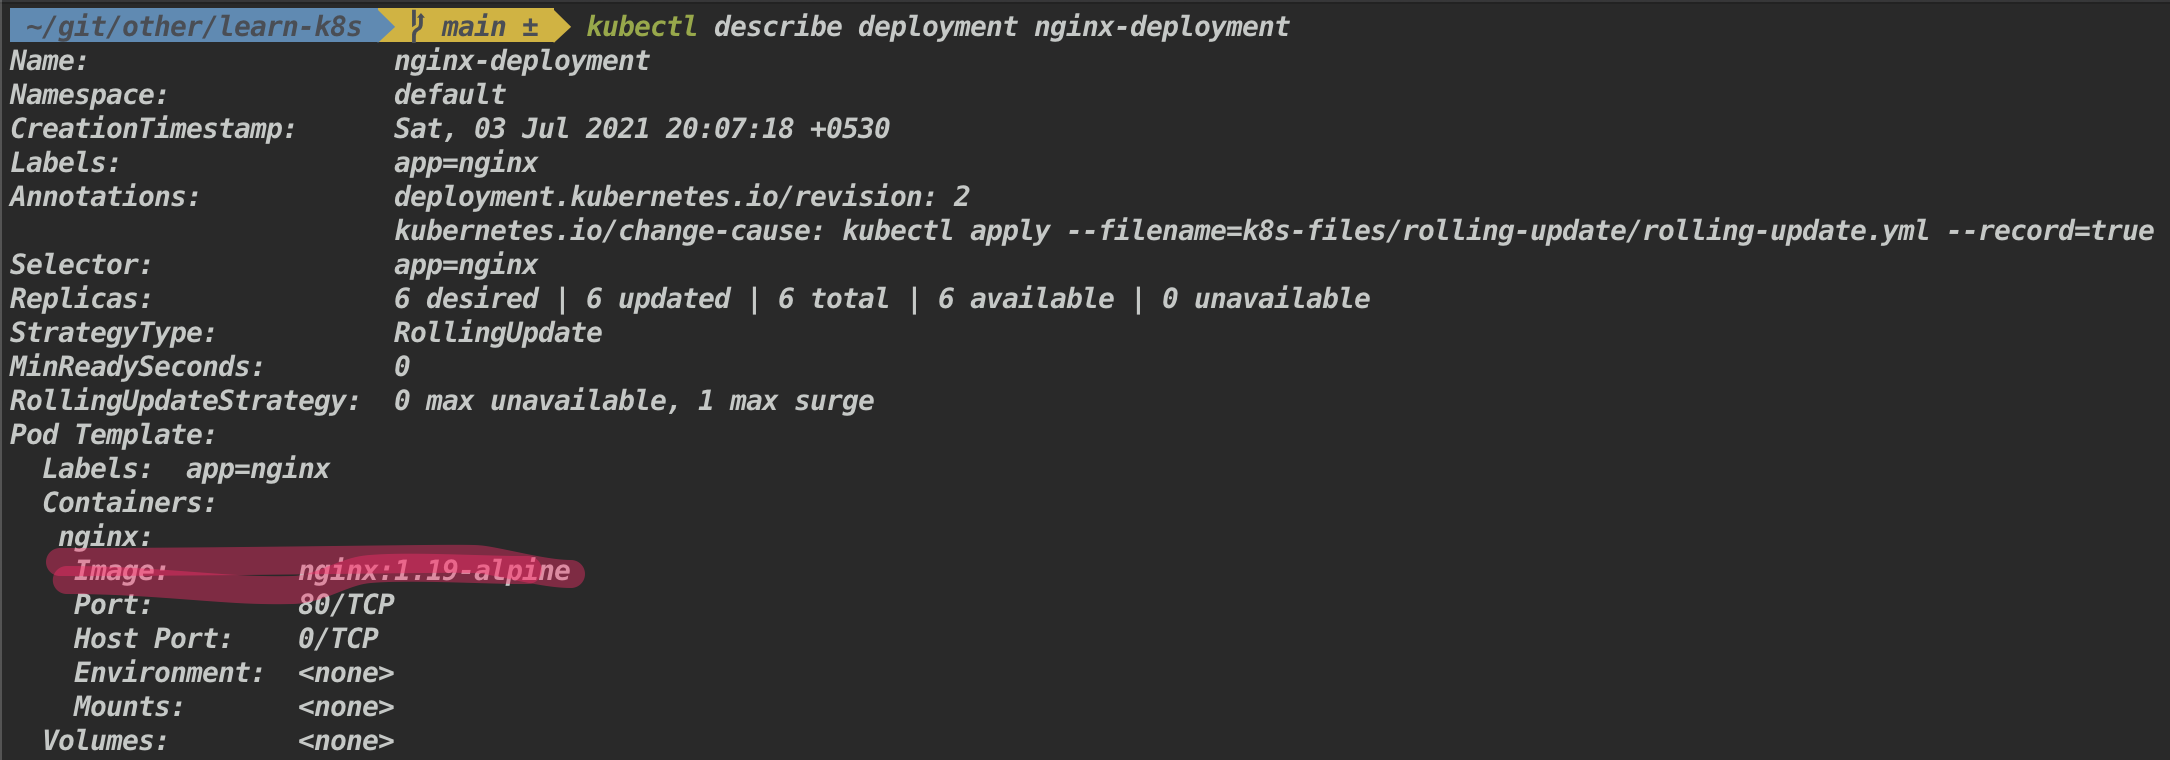 ~/git/other/learn-k8s main ± kubectl describe deployment nginx-deployment
Name: nginx-deployment
Namespace: default
CreationTimestamp: Sat, 03 Jul 2021 20:07:18 +0530
Labels: app=nginx
Annotations: deployment.kubernetes.io/revision: 2
kubernetes.io/change-cause: kubectl apply --filename=k8s-files/rolling-update/rolling-update.yml --record=true
Selector: app=nginx
Replicas: 6 desired | 6 updated | 6 total | 6 available | 0 unavailable
StrategyType: RollingUpdate
MinReadySeconds: 0
RollingUpdateStrategy: 0 max unavailable, 1 max surge
Pod Template:
Labels: app=nginx
Containers:
nginx:
Image: nginx:1.19-alpine
Port: 80/TCP
Host Port: 0/TCP
Environment: <none>
Mounts: <none>
Volumes: <none>